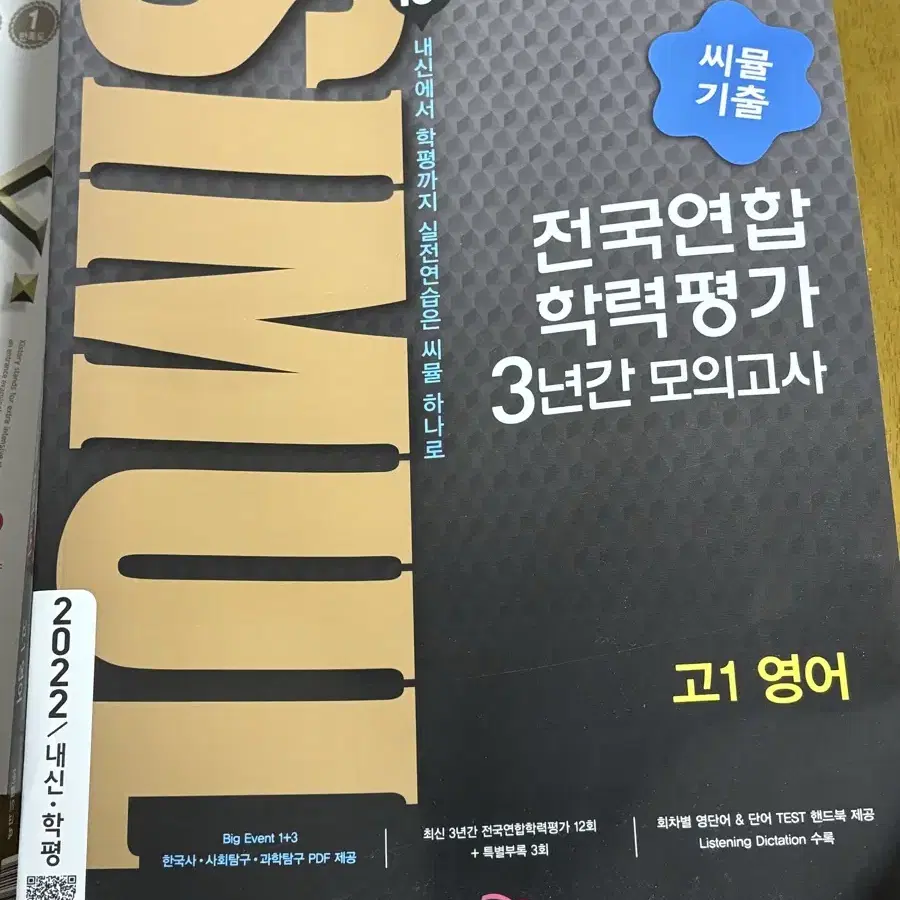 SIMUL
내신에서 학평까지 실전연습은 씨뮬 하나로
씨뮬
기출
전국연합
학력평가
3년간 모의고사
고1 영어
2022/내신·학평
Big Event 1+3
한국사·사회탐구·과학탐구 PDF 제공
최신 3년간 전국연합학력평가 12회
+ 특별부록 3회
회차별 영단어 & 단어 TEST 핸드북 제공
Listening Dictation 수록
1